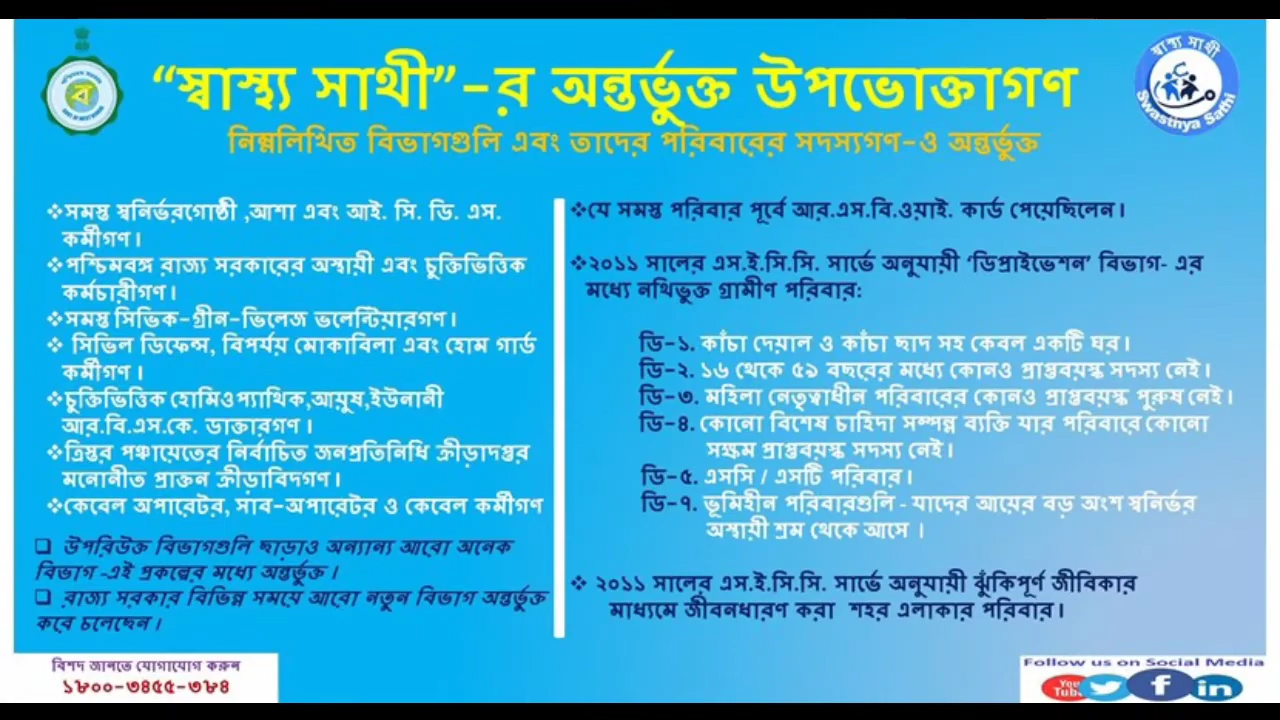 "স্বাস্থ্য সাথী"-র অন্তর্ভুক্ত উপভোক্তাগণ
নিম্নলিখিত বিভাগগুলি এবং তাদের পরিবারের সদস্যগণ-ও অন্তর্ভুক্ত
স্বাস্থ্য সাথী
Swasthya Sathi
❖সমস্ত স্বনির্ভরগোষ্ঠী ,আশা এবং আই. সি. ডি. এস.
কর্মীগণ।
❖পশ্চিমবঙ্গ রাজ্য সরকারের অস্থায়ী এবং চুক্তিভিত্তিক
কর্মচারীগণ।
❖সমস্ত সিভিক-গ্রীন-ভিলেজ ভলেন্টিয়ারগণ।
❖ সিভিল ডিফেন্স, বিপর্যয় মোকাবিলা এবং হোম গার্ড
কর্মীগণ।
❖চুক্তিভিত্তিক হোমিওপ্যাথিক,আয়ুষ,ইউনানী
আর.বি.এস.কে. ডাক্তারগণ।
❖ত্রিস্তর পঞ্চায়েতের নির্বাচিত জনপ্রতিনিধি ক্রীড়াদপ্তর
মনোনীত প্রাক্তন ক্রীড়াবিদগণ।
❖কেবেল অপারেটর, সাব-অপারেটর ও কেবেল কর্মীগণ
❑ উপরিউক্ত বিভাগগুলি ছাড়াও অন্যান্য আরো অনেক
বিভাগ -এই প্রকল্পের মধ্যে অন্তর্ভুক্ত।
❑ রাজ্য সরকার বিভিন্ন সময়ে আরো নতুন বিভাগ অন্তর্ভুক্ত
করে চলেছেন।
❖যে সমস্ত পরিবার পূর্বে আর.এস.বি.ওয়াই. কার্ড পেয়েছিলেন।
❖২০১১ সালের এস.ই.সি.সি. সার্ভে অনুযায়ী 'ডিপ্রাইভেশন' বিভাগ- এর
মধ্যে নথিভুক্ত গ্রামীণ পরিবার:
ডি-১. কাঁচা দেয়াল ও কাঁচা ছাদ সহ কেবল একটি ঘর।
ডি-২. ১৬ থেকে ৫৯ বছরের মধ্যে কোনও প্রাপ্তবয়স্ক সদস্য নেই।
ডি-৩. মহিলা নেতৃত্বাধীন পরিবারের কোনও প্রাপ্তবয়স্ক পুরুষ নেই।
ডি-৪. কোনো বিশেষ চাহিদা সম্পন্ন ব্যক্তি যার পরিবারে কোনো
সক্ষম প্রাপ্তবয়স্ক সদস্য নেই।
ডি-৫. এসসি / এসটি পরিবার।
ডি-৭. ভূমিহীন পরিবারগুলি - যাদের আয়ের বড় অংশ স্বনির্ভর
অস্থায়ী শ্রম থেকে আসে ।
❖ ২০১১ সালের এস.ই.সি.সি. সার্ভে অনুযায়ী ঝুঁকিপূর্ণ জীবিকার
মাধ্যমে জীবনধারণ করা শহর এলাকার পরিবার।
বিশদ জানতে যোগাযোগ করুন
১৮০০-৩৪৫৫-৩৮৪
Follow us on Social Media
You
Tube